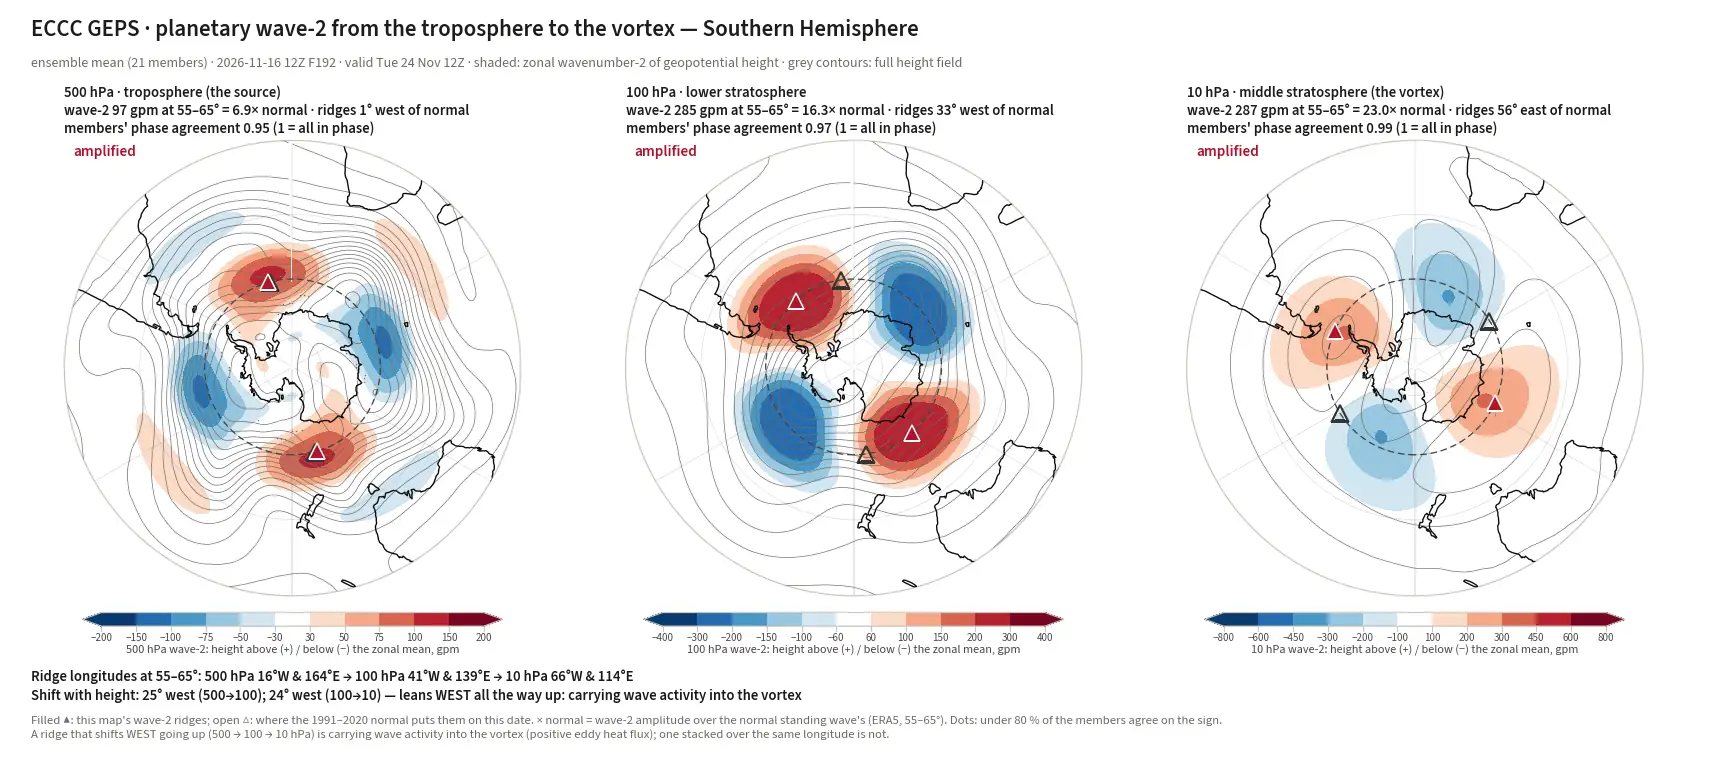 ECCC GEPS · planetary wave-2 from the troposphere to the vortex — Southern Hemisphere
ensemble mean (21 members) · 2026-11-16 12Z F192 · valid Tue 24 Nov 12Z · shaded: zonal wavenumber-2 of geopotential height · grey contours: full height field
500 hPa · troposphere (the source)
wave-2 97 gpm at 55–65° = 6.9× normal · ridges 1° west of normal
members' phase agreement 0.95 (1 = all in phase)
amplified
100 hPa · lower stratosphere
wave-2 285 gpm at 55–65° = 16.3× normal · ridges 33° west of normal
members' phase agreement 0.97 (1 = all in phase)
amplified
10 hPa · middle stratosphere (the vortex)
wave-2 287 gpm at 55–65° = 23.0× normal · ridges 56° east of normal
members' phase agreement 0.99 (1 = all in phase)
amplified
−200 −150 −100 −75 −50 −30 30 50 75 100 150 200
500 hPa wave-2: height above (+) / below (−) the zonal mean, gpm
−400 −300 −200 −150 −100 −60 60 100 150 200 300 400
100 hPa wave-2: height above (+) / below (−) the zonal mean, gpm
−800 −600 −450 −300 −200 −100 100 200 300 450 600 800
10 hPa wave-2: height above (+) / below (−) the zonal mean, gpm
Ridge longitudes at 55–65°: 500 hPa 16°W & 164°E → 100 hPa 41°W & 139°E → 10 hPa 66°W & 114°E
Shift with height: 25° west (500→100); 24° west (100→10) — leans WEST all the way up: carrying wave activity into the vortex
Filled ▲: this map's wave-2 ridges; open △: where the 1991–2020 normal puts them on this date. × normal = wave-2 amplitude over the normal standing wave's (ERA5, 55–65°). Dots: under 80 % of the members agree on the sign.
A ridge that shifts WEST going up (500 → 100 → 10 hPa) is carrying wave activity into the vortex (positive eddy heat flux); one stacked over the same longitude is not.